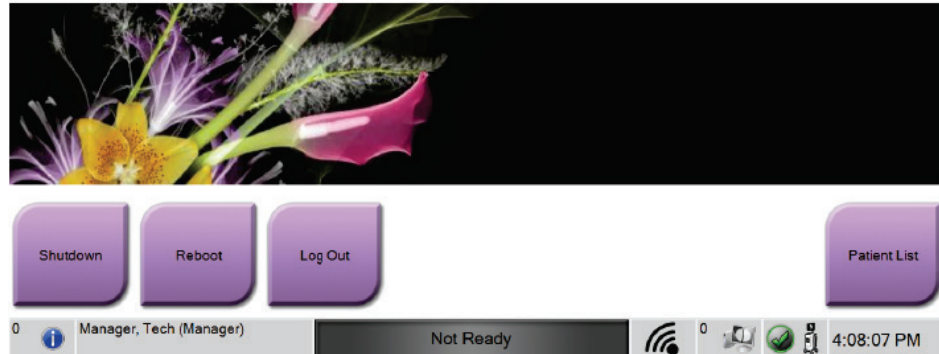 Shutdown
Reboot
Log Out
Patient List
0
Manager, Tech (Manager)
Not Ready
0
4:08:07 PM